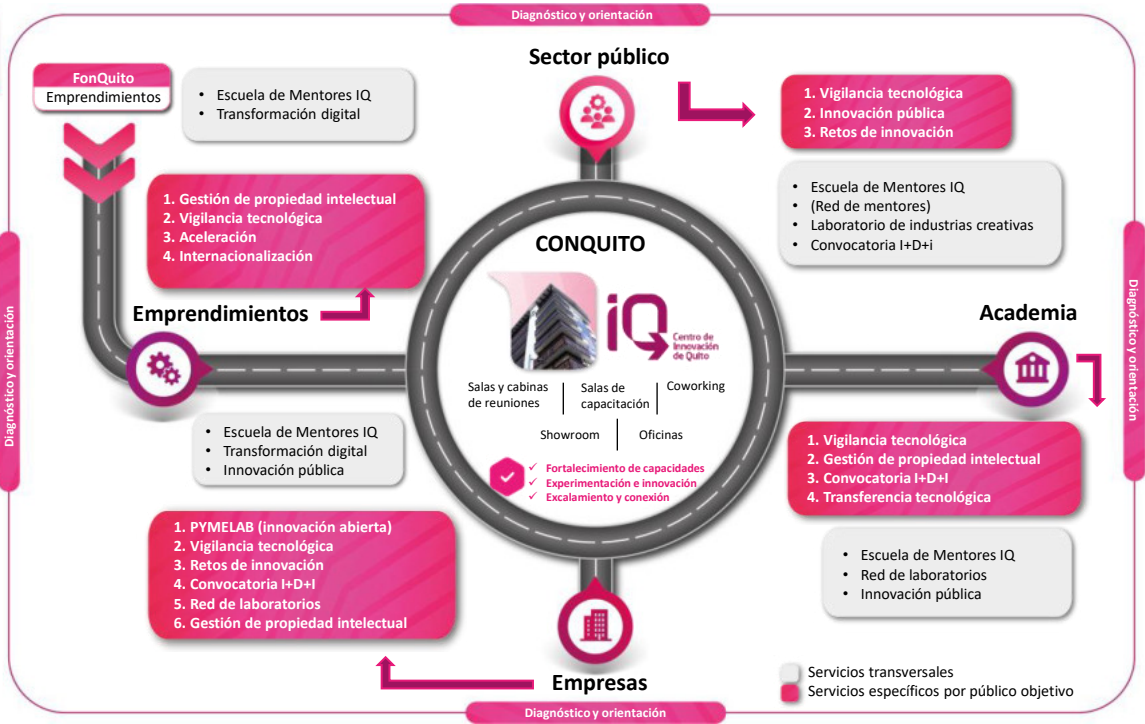 Diagnóstico y orientación
FonQuito
Emprendimientos
• Escuela de Mentores IQ
• Transformación digital
1. Gestión de propiedad intelectual
2. Vigilancia tecnológica
3. Aceleración
4. Internacionalización
Emprendimientos
• Escuela de Mentores IQ
• Transformación digital
• Innovación pública
Sector público
1. Vigilancia tecnológica
2. Innovación pública
3. Retos de innovación
• Escuela de Mentores IQ
• (Red de mentores)
• Laboratorio de industrias creativas
• Convocatoria I+D+i
CONQUITO
iQ
Centro de
Innovación
de Quito
Salas y cabinas
de reuniones
Salas de
capacitación
Coworking
Showroom
Oficinas
✓ Fortalecimiento de capacidades
✓ Experimentación e innovación
✓ Excalamiento y conexión
Academia
1. Vigilancia tecnológica
2. Gestión de propiedad intelectual
3. Convocatoria I+D+I
4. Transferencia tecnológica
• Escuela de Mentores IQ
• Red de laboratorios
• Innovación pública
1. PYMELAB (innovación abierta)
2. Vigilancia tecnológica
3. Retos de innovación
4. Convocatoria I+D+I
5. Red de laboratorios
6. Gestión de propiedad intelectual
Empresas
Servicios transversales
Servicios específicos por público objetivo
Diagnóstico y orientación
Diagnóstico y orientación
Diagnóstico y orientación